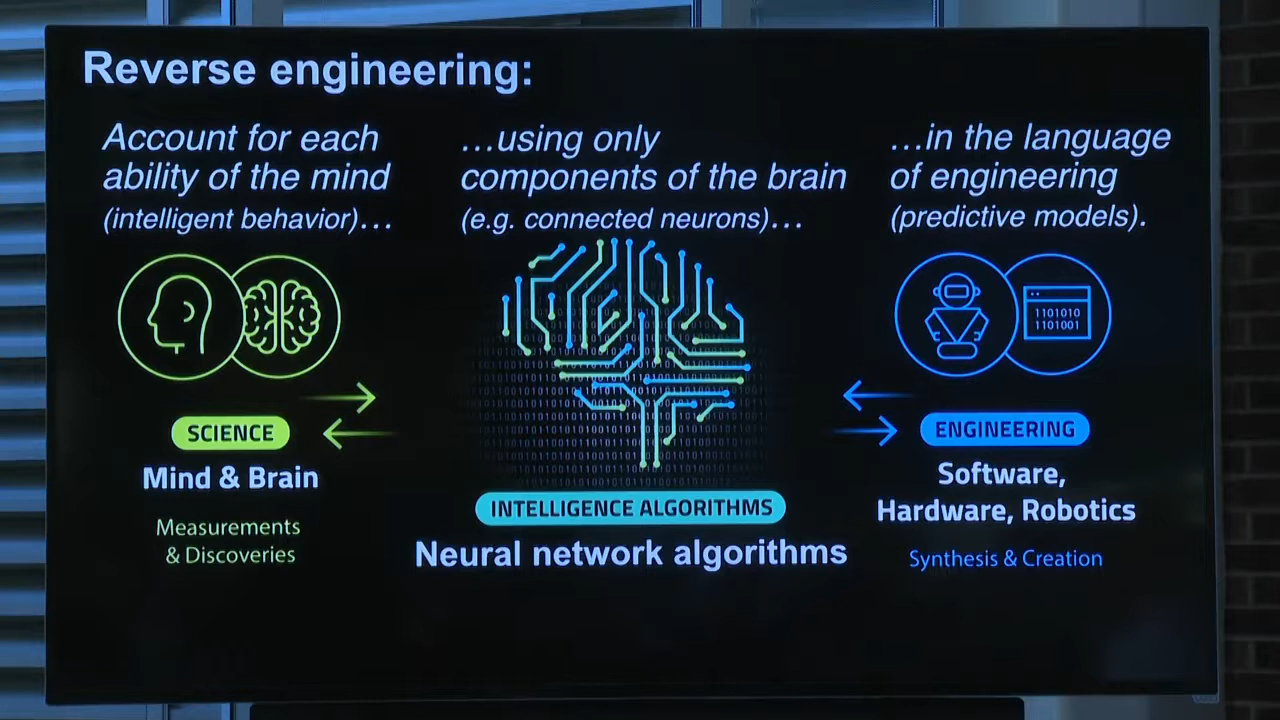 Reverse engineering:
Account for each
ability of the mind
(intelligent behavior)…
…using only
components of the brain
(e.g. connected neurons)…
…in the language
of engineering
(predictive models).
1101010
1101001
SCIENCE
Mind & Brain
Measurements
& Discoveries
INTELLIGENCE ALGORITHMS
Neural network algorithms
ENGINEERING
Software,
Hardware, Robotics
Synthesis & Creation